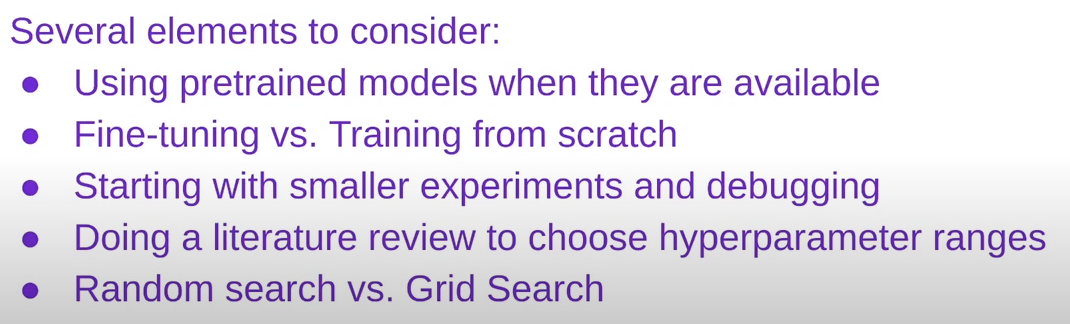 Several elements to consider:
● Using pretrained models when they are available
● Fine-tuning vs. Training from scratch
● Starting with smaller experiments and debugging
● Doing a literature review to choose hyperparameter ranges
● Random search vs. Grid Search